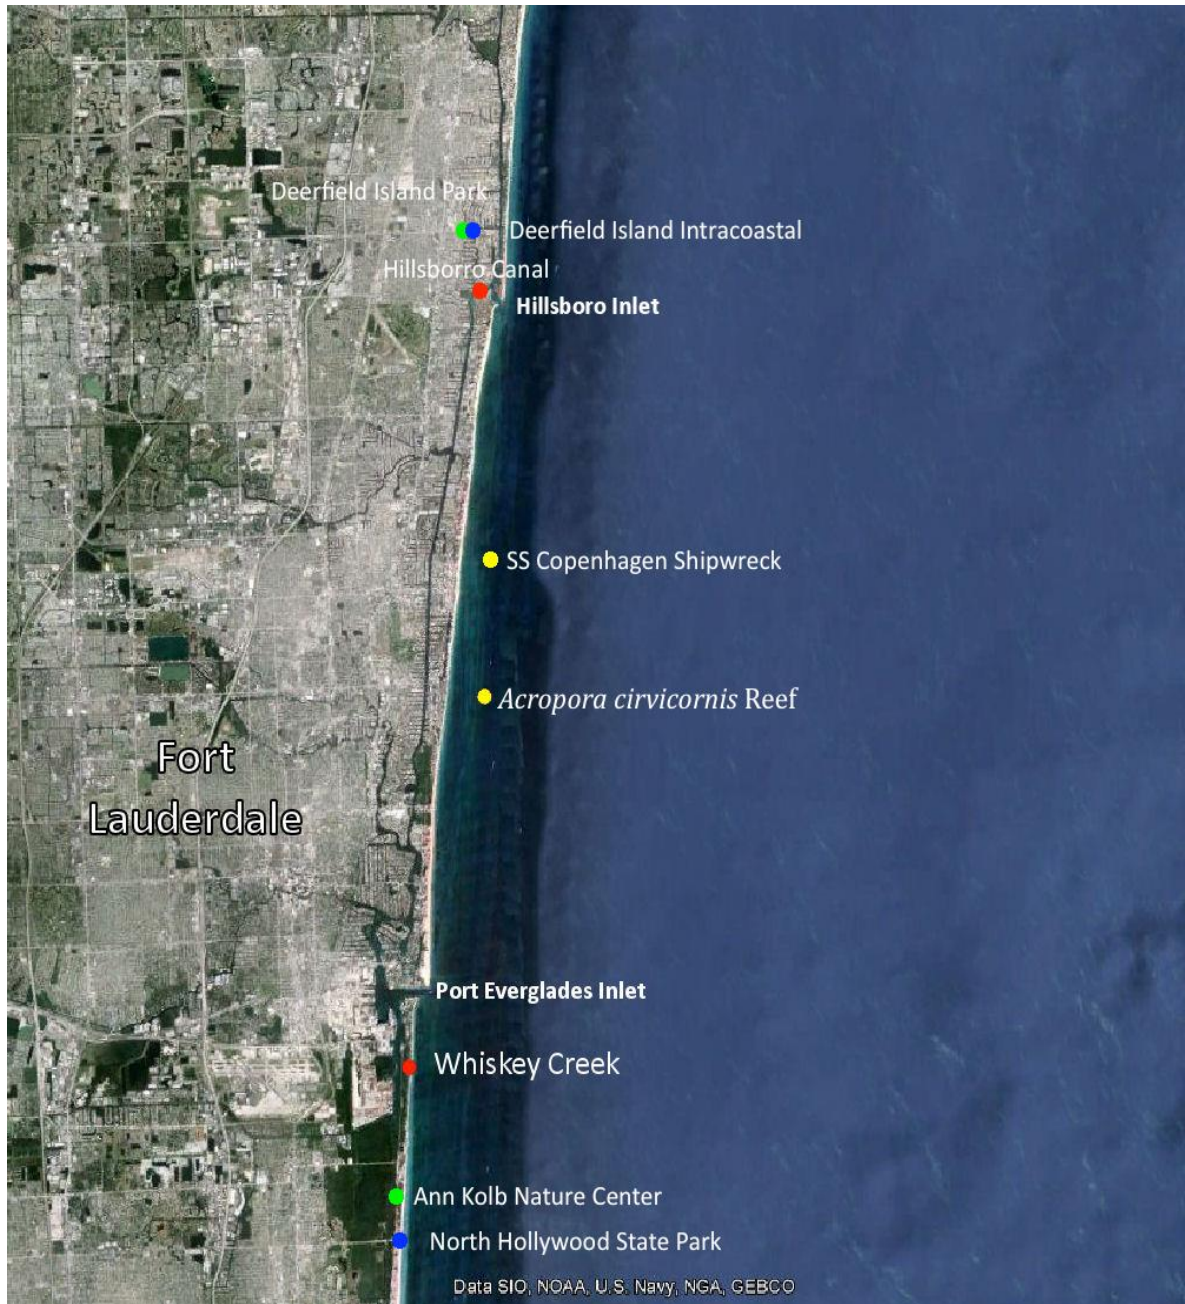 Deerfield Island Park
Deerfield Island Intracoastal
Hillsborro Canal
Hillsboro Inlet
SS Copenhagen Shipwreck
Acropora cirvicornis Reef
Fort
Lauderdale
Port Everglades Inlet
Whiskey Creek
Ann Kolb Nature Center
North Hollywood State Park
Data SIO, NOAA, U.S. Navy, NGA, GEBCO